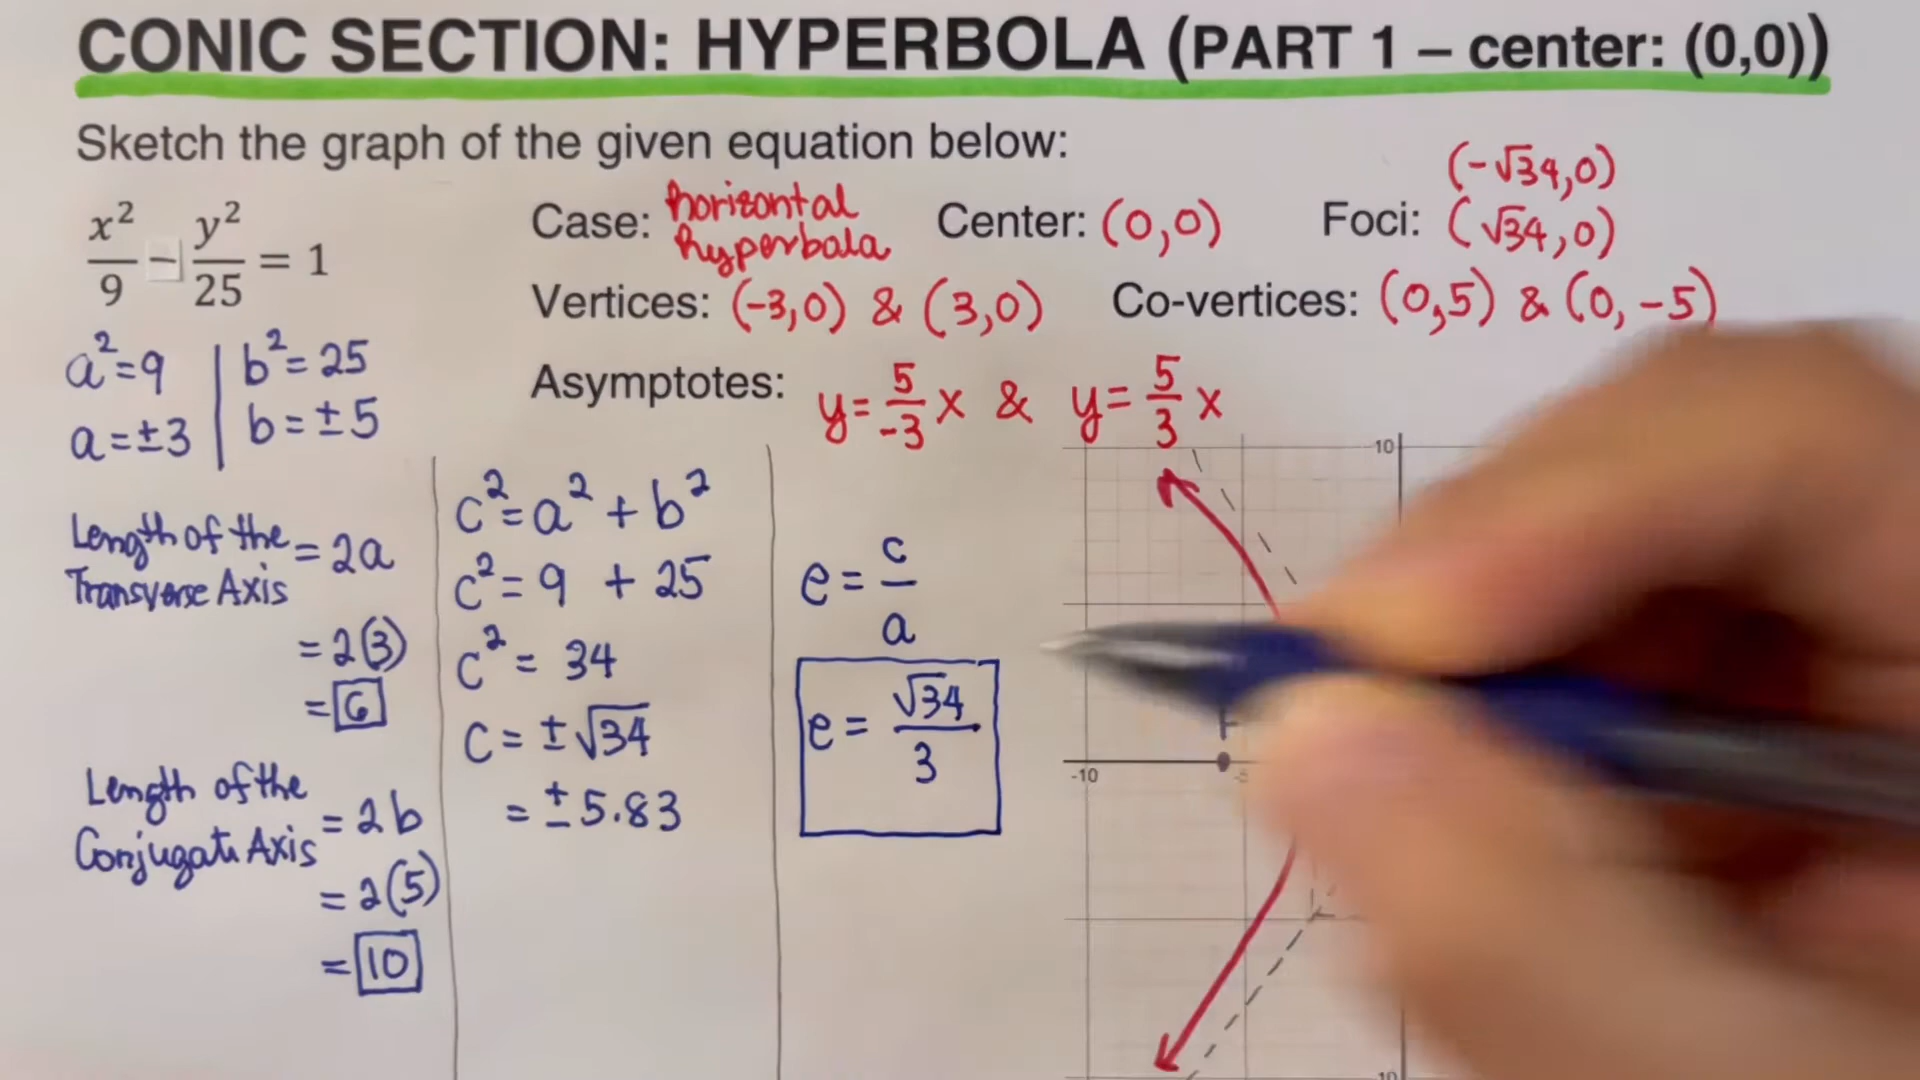 CONIC SECTION: HYPERBOLA (PART 1 – center: (0,0))
Sketch the graph of the given equation below:
x²/9 − y²/25 = 1
Case: horizontal hyperbala
Center: (0,0)
Foci: (-√34,0) (√34,0)
Vertices: (-3,0) & (3,0)
Co-vertices: (0,5) & (0,-5)
Asymptotes: y= 5/-3 x & y= 5/3 x
a²=9
a=±3
b²=25
b=±5
Length of the Transverse Axis = 2a
= 2(3)
= 6
Length of the Conjugate Axis = 2b
= 2(5)
= 10
c²=a²+b²
c²=9 + 25
c²= 34
c=±√34
= ±5.83
e= c/a
e= √34/3
10
F
-10
-5